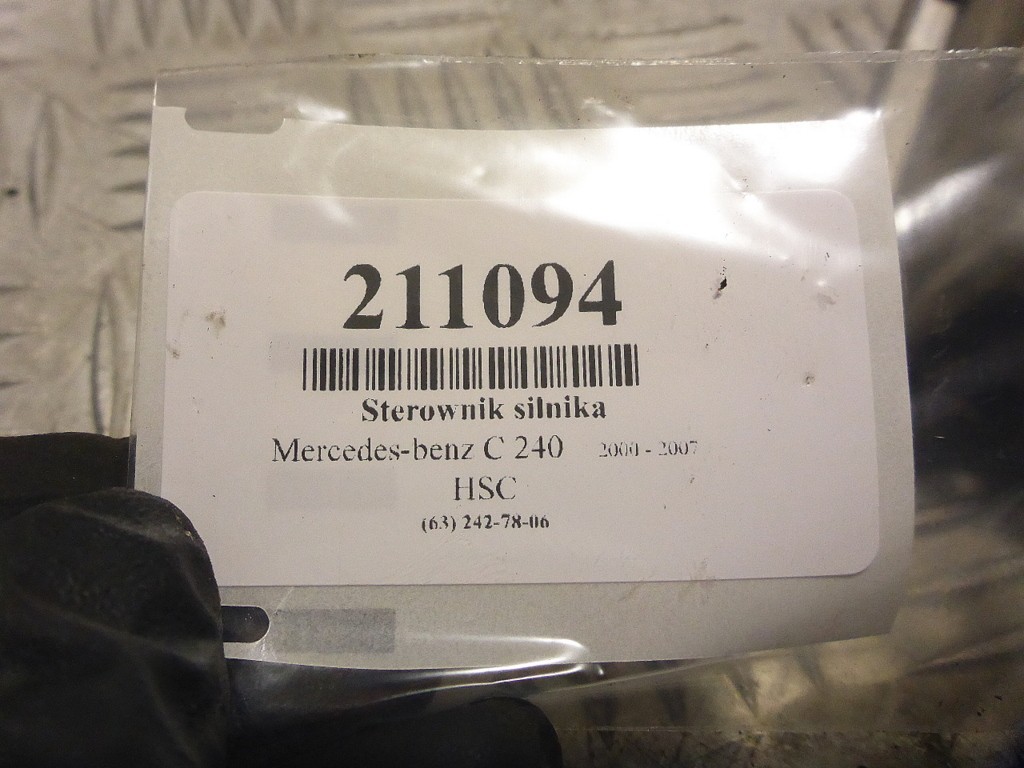 211094
Sterownik silnika
Mercedes-benz C 240 2000 - 2007
HSC
(63) 242-78-06